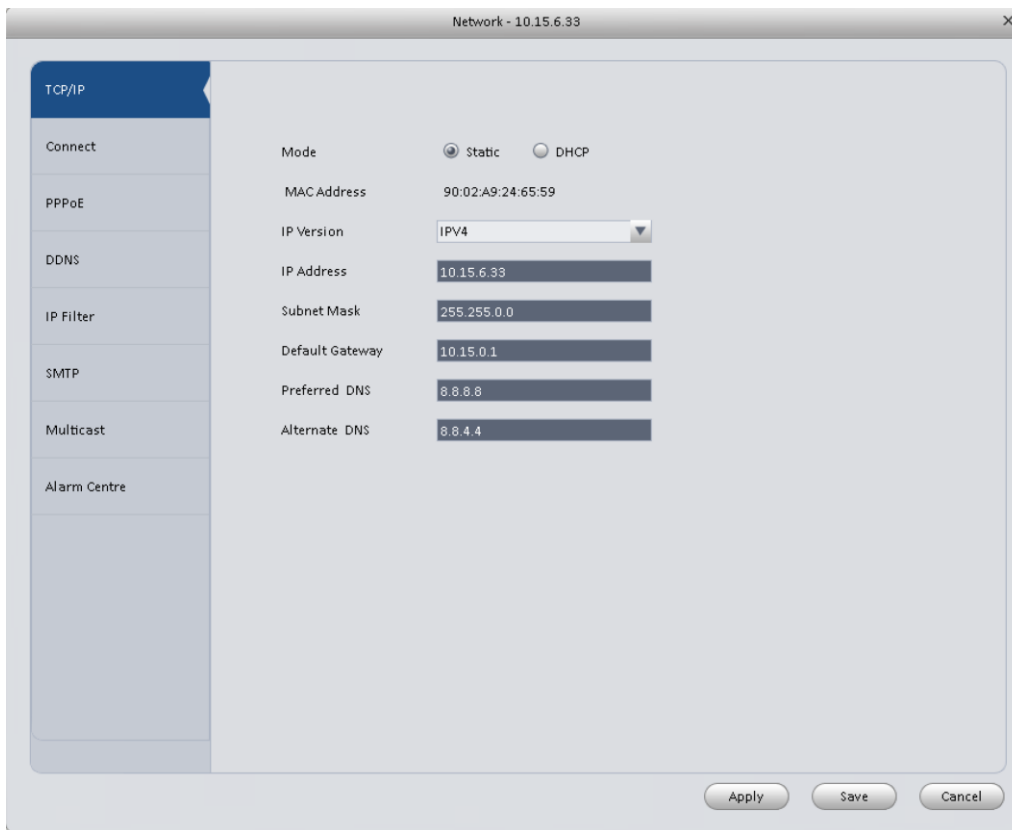 Network - 10.15.6.33
TCP/IP
Connect
PPPoE
DDNS
IP Filter
SMTP
Multicast
Alarm Centre
Mode Static DHCP
MAC Address 90:02:A9:24:65:59
IP Version IPV4
IP Address 10.15.6.33
Subnet Mask 255.255.0.0
Default Gateway 10.15.0.1
Preferred DNS 8.8.8.8
Alternate DNS 8.8.4.4
Apply Save Cancel